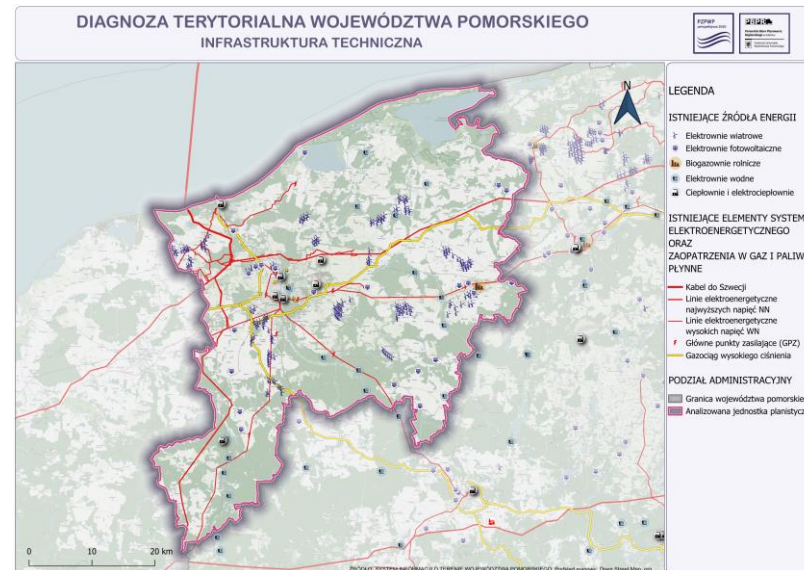 DIAGNOZA TERYTORIALNA WOJEWÓDZTWA POMORSKIEGO
INFRASTRUKTURA TECHNICZNA
N
LEGENDA
ISTNIEJĄCE ŹRÓDŁA ENERGII
Elektrownie wiatrowe
Elektrownie fotowoltaiczne
Biogazownie rolnicze
Elektrownie wodne
Ciepłownie i elektrociepłownie
ISTNIEJĄCE ELEMENTY SYSTEM
ELEKTROENERGETYCZNEGO
ORAZ
ZAOPATRZENIA W GAZ I PALIW
PŁYNNE
Kabel do Szwecji
Linie elektroenergetyczne
najwyższych napięć NN
Linie elektroenergetyczne
wysokich napięć WN
Główne punkty zasilające (GPZ)
Gazociąg wysokiego ciśnienia
PODZIAŁ ADMINISTRACYJNY
Granica województwa pomorskie
Analizowana jednostka planistycz
0 10 20 km